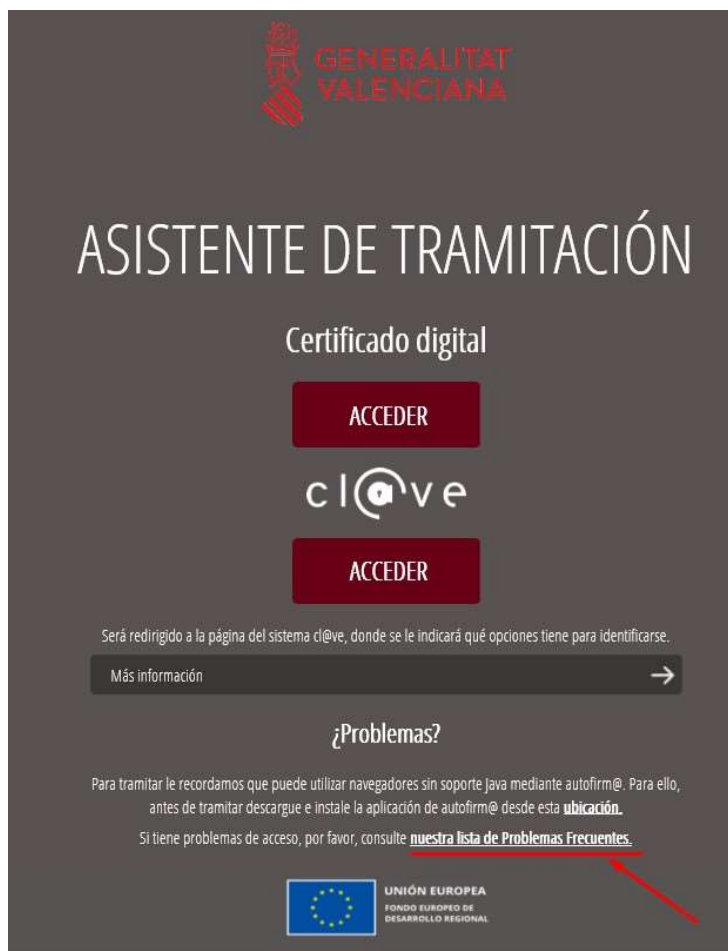 GENERALITAT
VALENCIANA
ASISTENTE DE TRAMITACIÓN
Certificado digital
ACCEDER
cl@ve
ACCEDER
Será redirigido a la página del sistema cl@ve, donde se le indicará qué opciones tiene para identificarse.
Más información
¿Problemas?
Para tramitar le recordamos que puede utilizar navegadores sin soporte Java mediante autofirm@. Para ello,
antes de tramitar descargue e instale la aplicación de autofirm@ desde esta ubicación.
Si tiene problemas de acceso, por favor, consulte nuestra lista de Problemas Frecuentes.
UNIÓN EUROPEA
FONDO EUROPEO DE
DESARROLLO REGIONAL